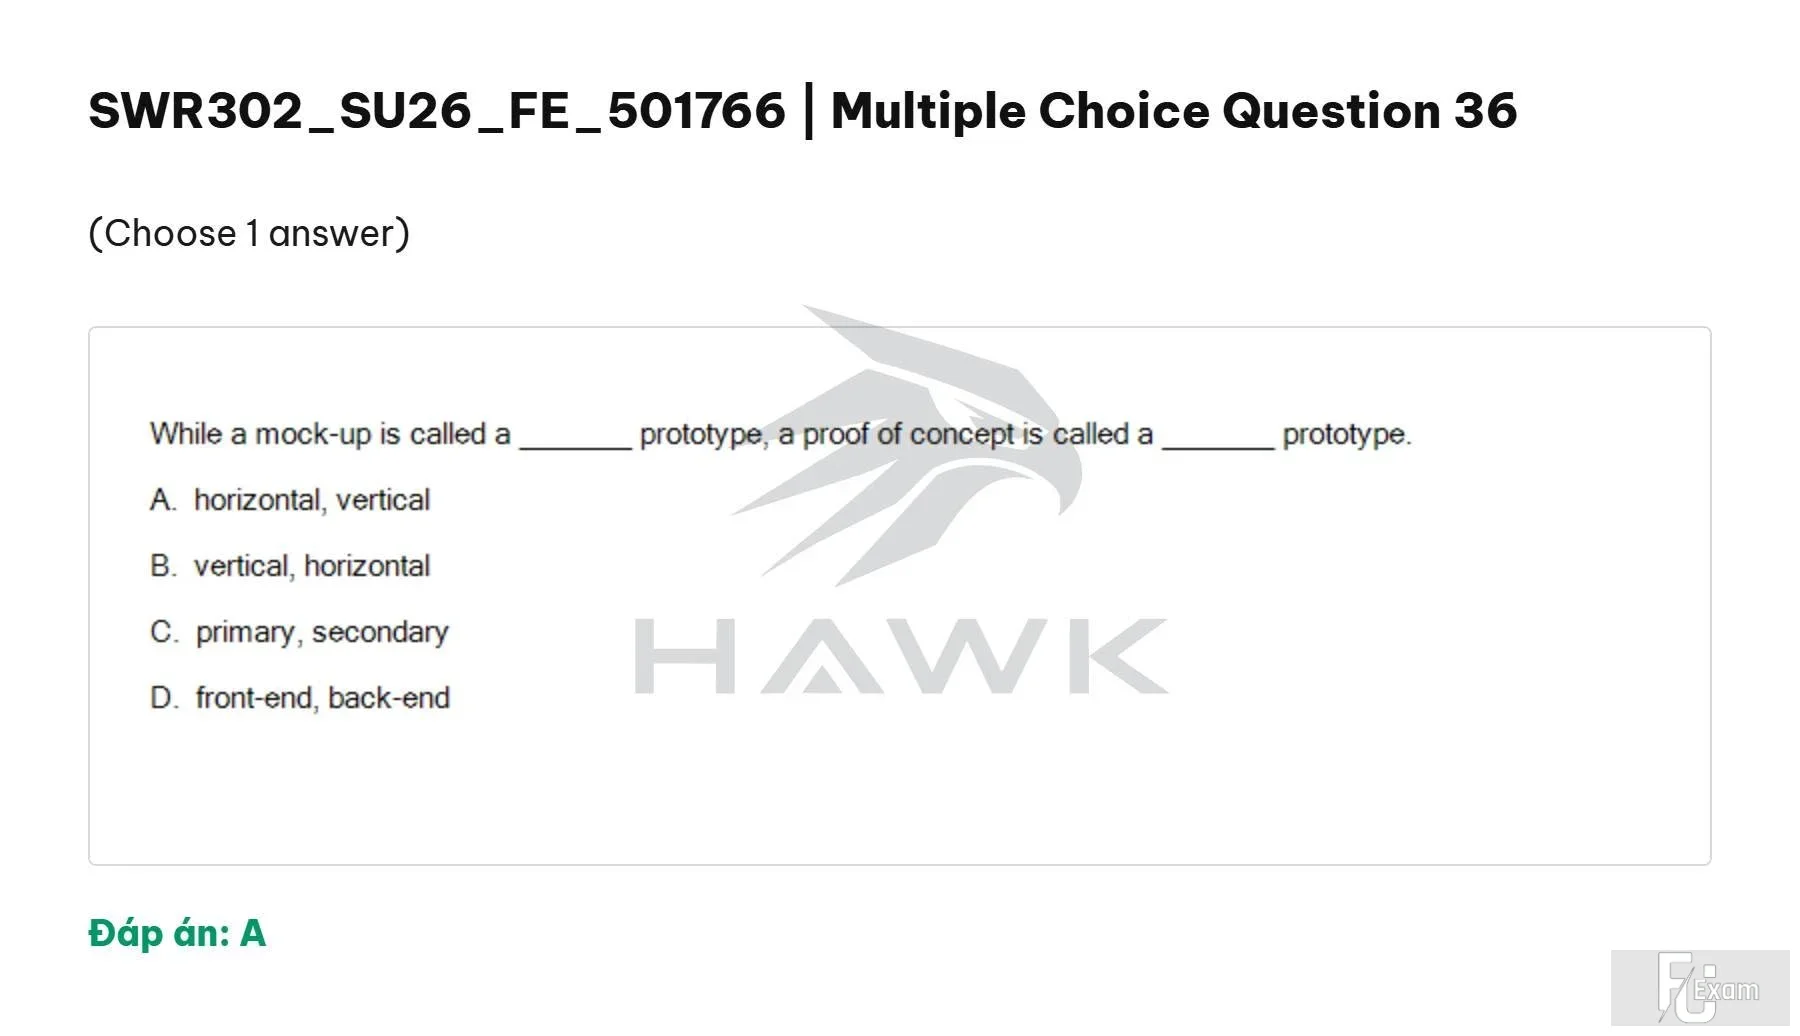 SWR302_SU26_FE_501766 | Multiple Choice Question 36
(Choose 1 answer)
While a mock-up is called a _______ prototype, a proof of concept is called a _______ prototype.
A. horizontal, vertical
B. vertical, horizontal
C. primary, secondary
D. front-end, back-end
HAWK
Đáp án: A
FU Exam